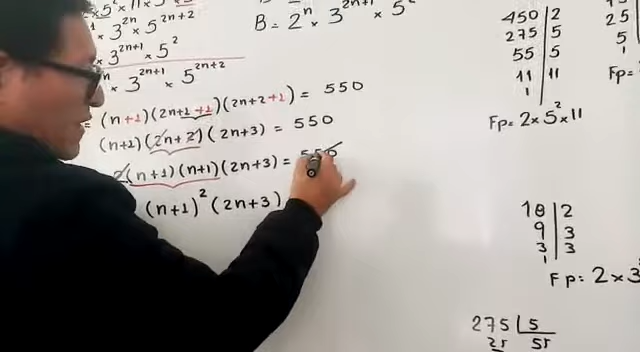 × 5² × 11 ×
× 3²ⁿ × 5²ⁿ⁺²
× 3²ⁿ⁺¹ × 5²
× 3²ⁿ⁺¹ × 5²ⁿ⁺²
= (n+1)(2n+1+1)(2n+2+1) = 550
(n+1)(2n+2)(2n+3) = 550
2(n+1)(n+1)(2n+3) = 550
(n+1)²(2n+3)
B = 2ⁿ × 3²ⁿ⁺¹ × 5²
450 | 2
275 | 5
55 | 5
11 | 11
1
Fp = 2 × 5² × 11
25
5
1
Fp =
18 | 2
9 | 3
3 | 3
1
Fp = 2 × 3
275 | 5
25 55